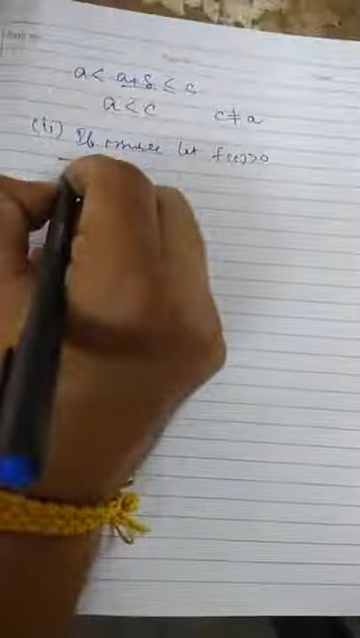 a < a+δ ≤ c
a < c c ≠ a
(ii) If possible let f(c)>0